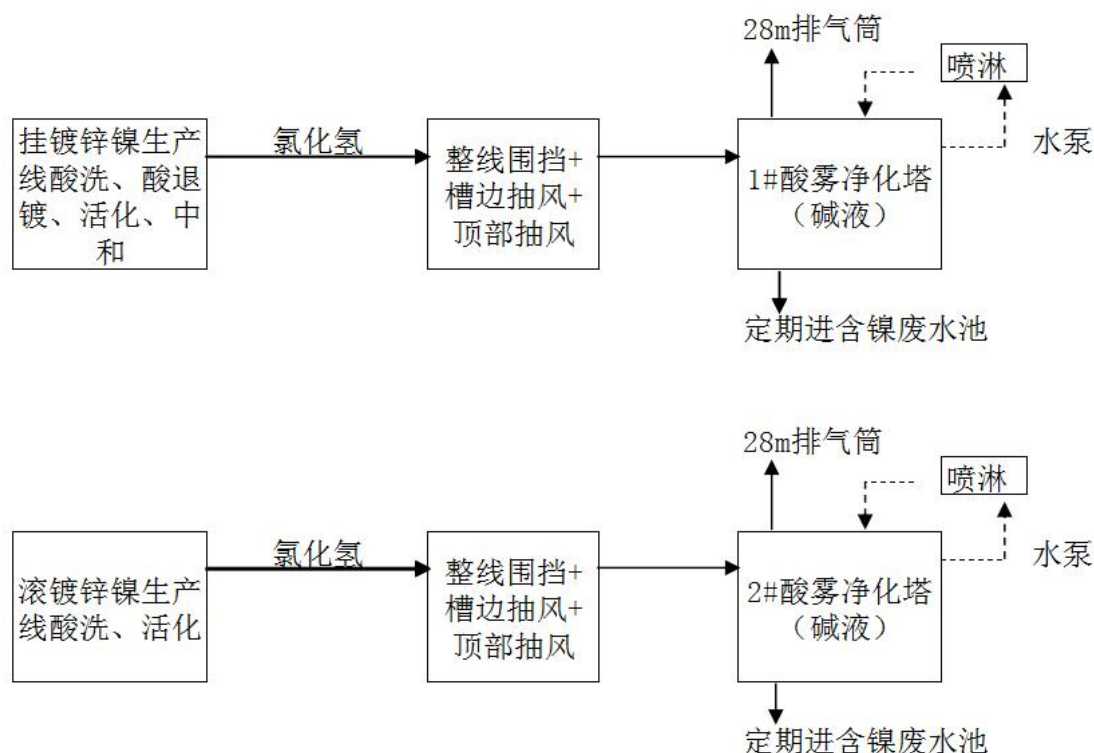 28m排气筒
喷淋
氯化氢
水泵
挂镀锌镍生产
线酸洗、酸退
镀、活化、中
和
整线围挡+
槽边抽风+
顶部抽风
1#酸雾净化塔
（碱液）
定期进含镍废水池
28m排气筒
喷淋
氯化氢
水泵
滚镀锌镍生产
线酸洗、活化
整线围挡+
槽边抽风+
顶部抽风
2#酸雾净化塔
（碱液）
定期进含镍废水池